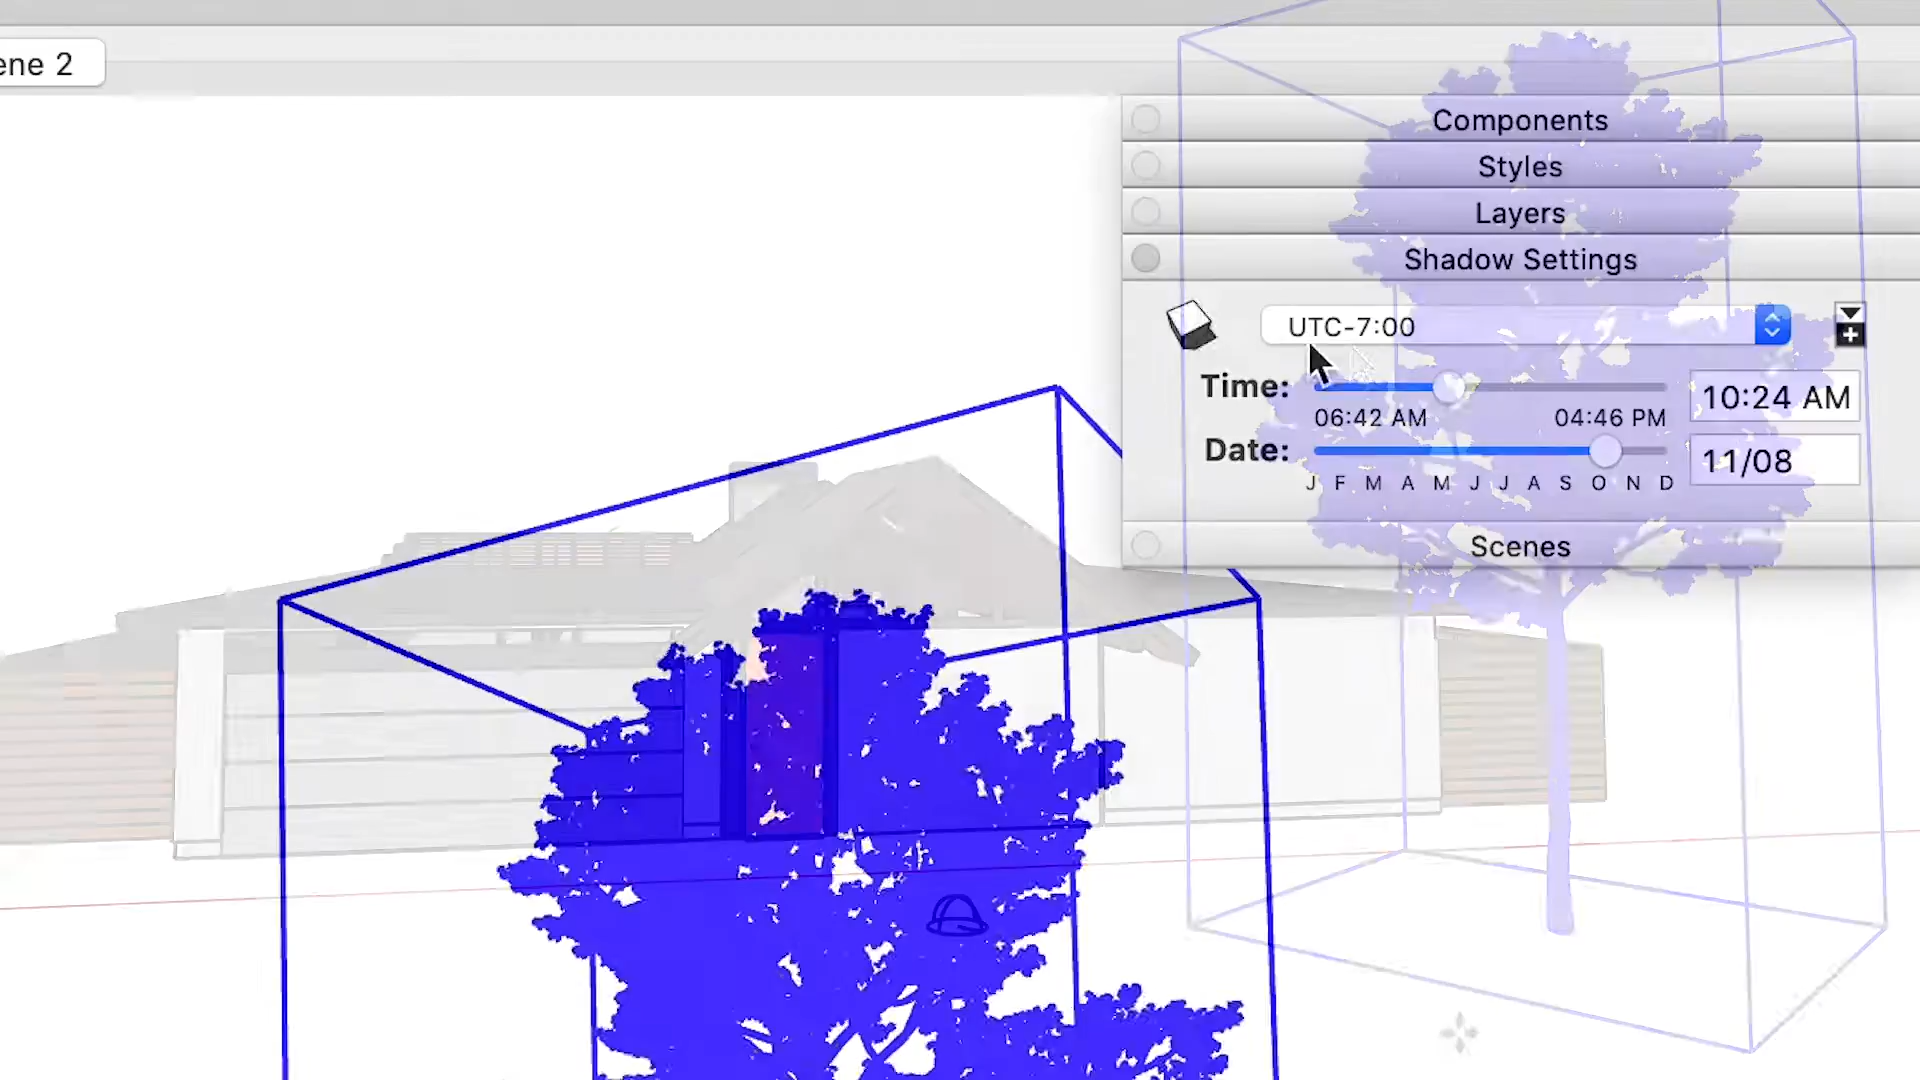 ene 2
Components
Styles
Layers
Shadow Settings
UTC-7:00
Time:
10:24 AM
06:42 AM 04:46 PM
Date:
11/08
J F M A M J J A S O N D
Scenes